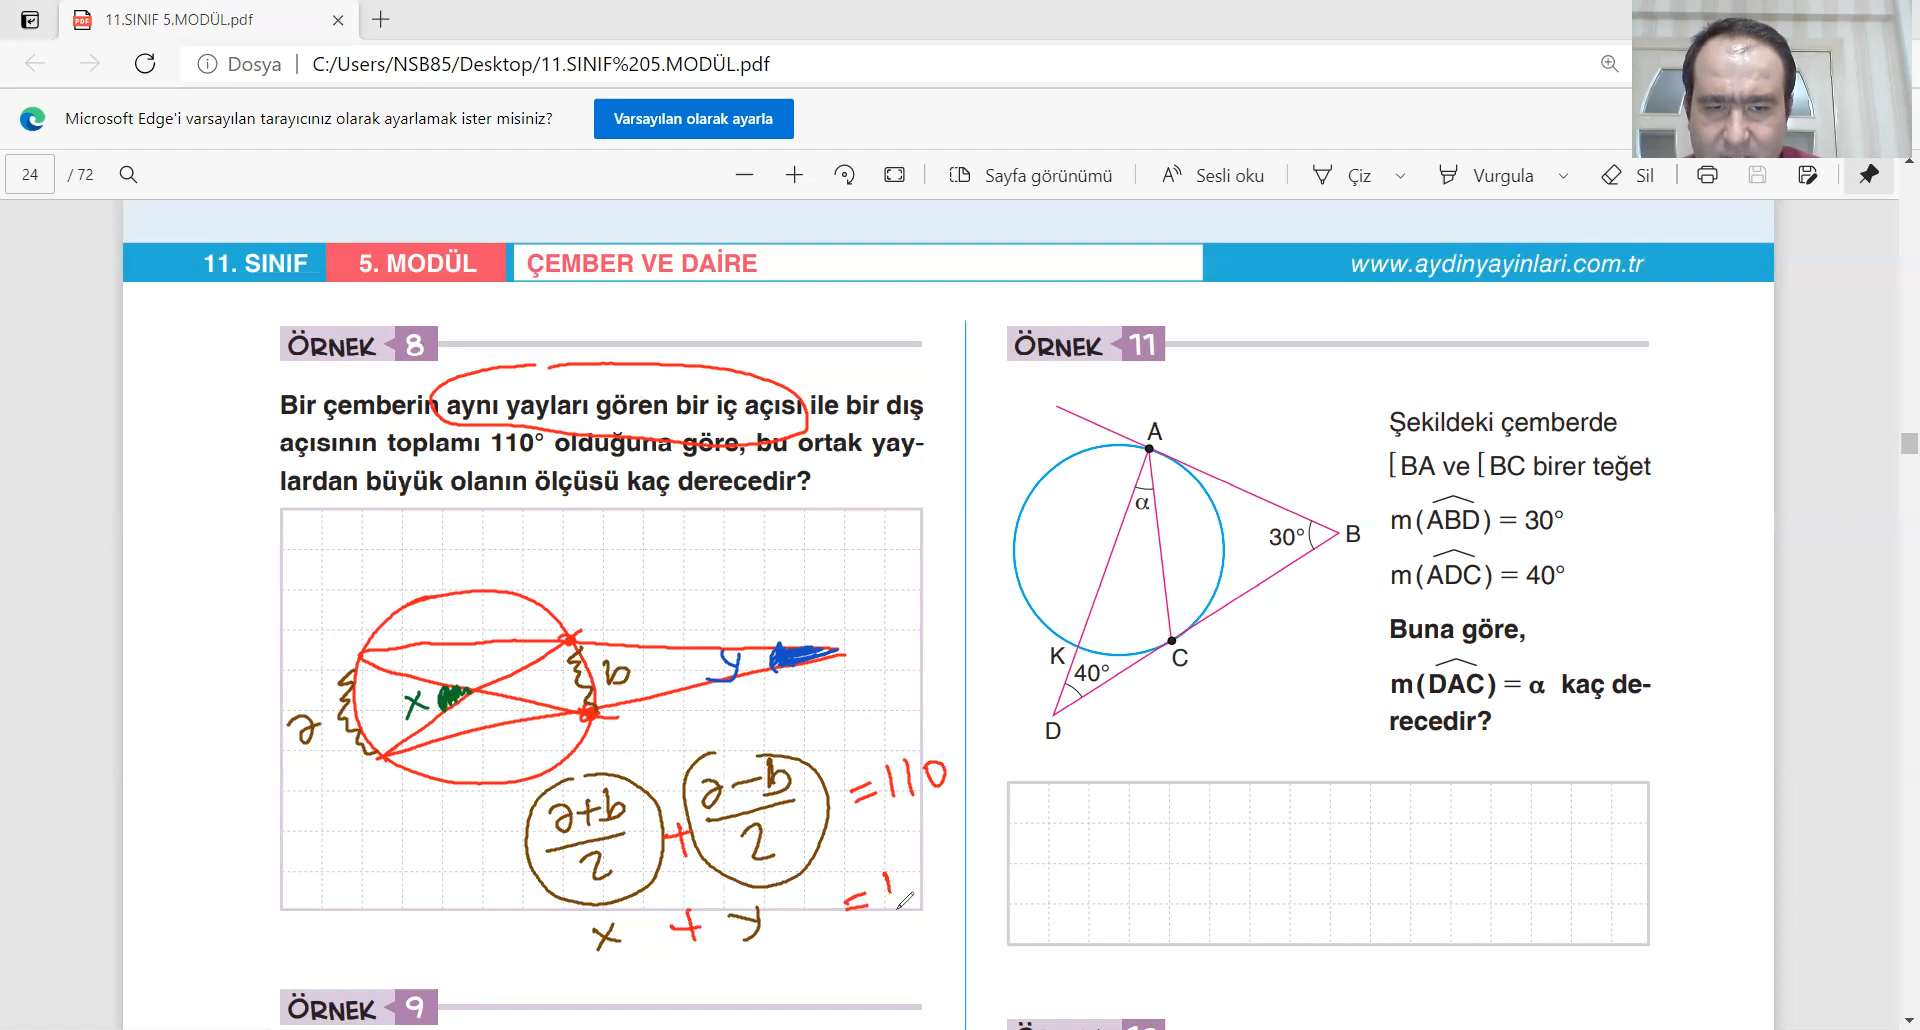 11.SINIF 5.MODÜL.pdf
Dosya | C:/Users/NSB85/Desktop/11.SINIF%205.MODÜL.pdf
Microsoft Edge'i varsayılan tarayıcınız olarak ayarlamak ister misiniz? Varsayılan olarak ayarla
24 / 72 Sayfa görünümü Sesli oku Çiz Vurgula Sil
11. SINIF 5. MODÜL ÇEMBER VE DAİRE www.aydinyayinlari.com.tr
ÖRNEK 8
Bir çemberin aynı yayları gören bir iç açısı ile bir dış
açısının toplamı 110° olduğuna göre, bu ortak yay-
lardan büyük olanın ölçüsü kaç derecedir?
y
b
x
a
a+b/2 + a-b/2 = 110
x + y = 1
ÖRNEK 9
ÖRNEK 11
A
α
30° B
K
40°
C
D
Şekildeki çemberde
[BA ve [BC birer teğet
m(ABD) = 30°
m(ADC) = 40°
Buna göre,
m(DAC) = α kaç de-
recedir?